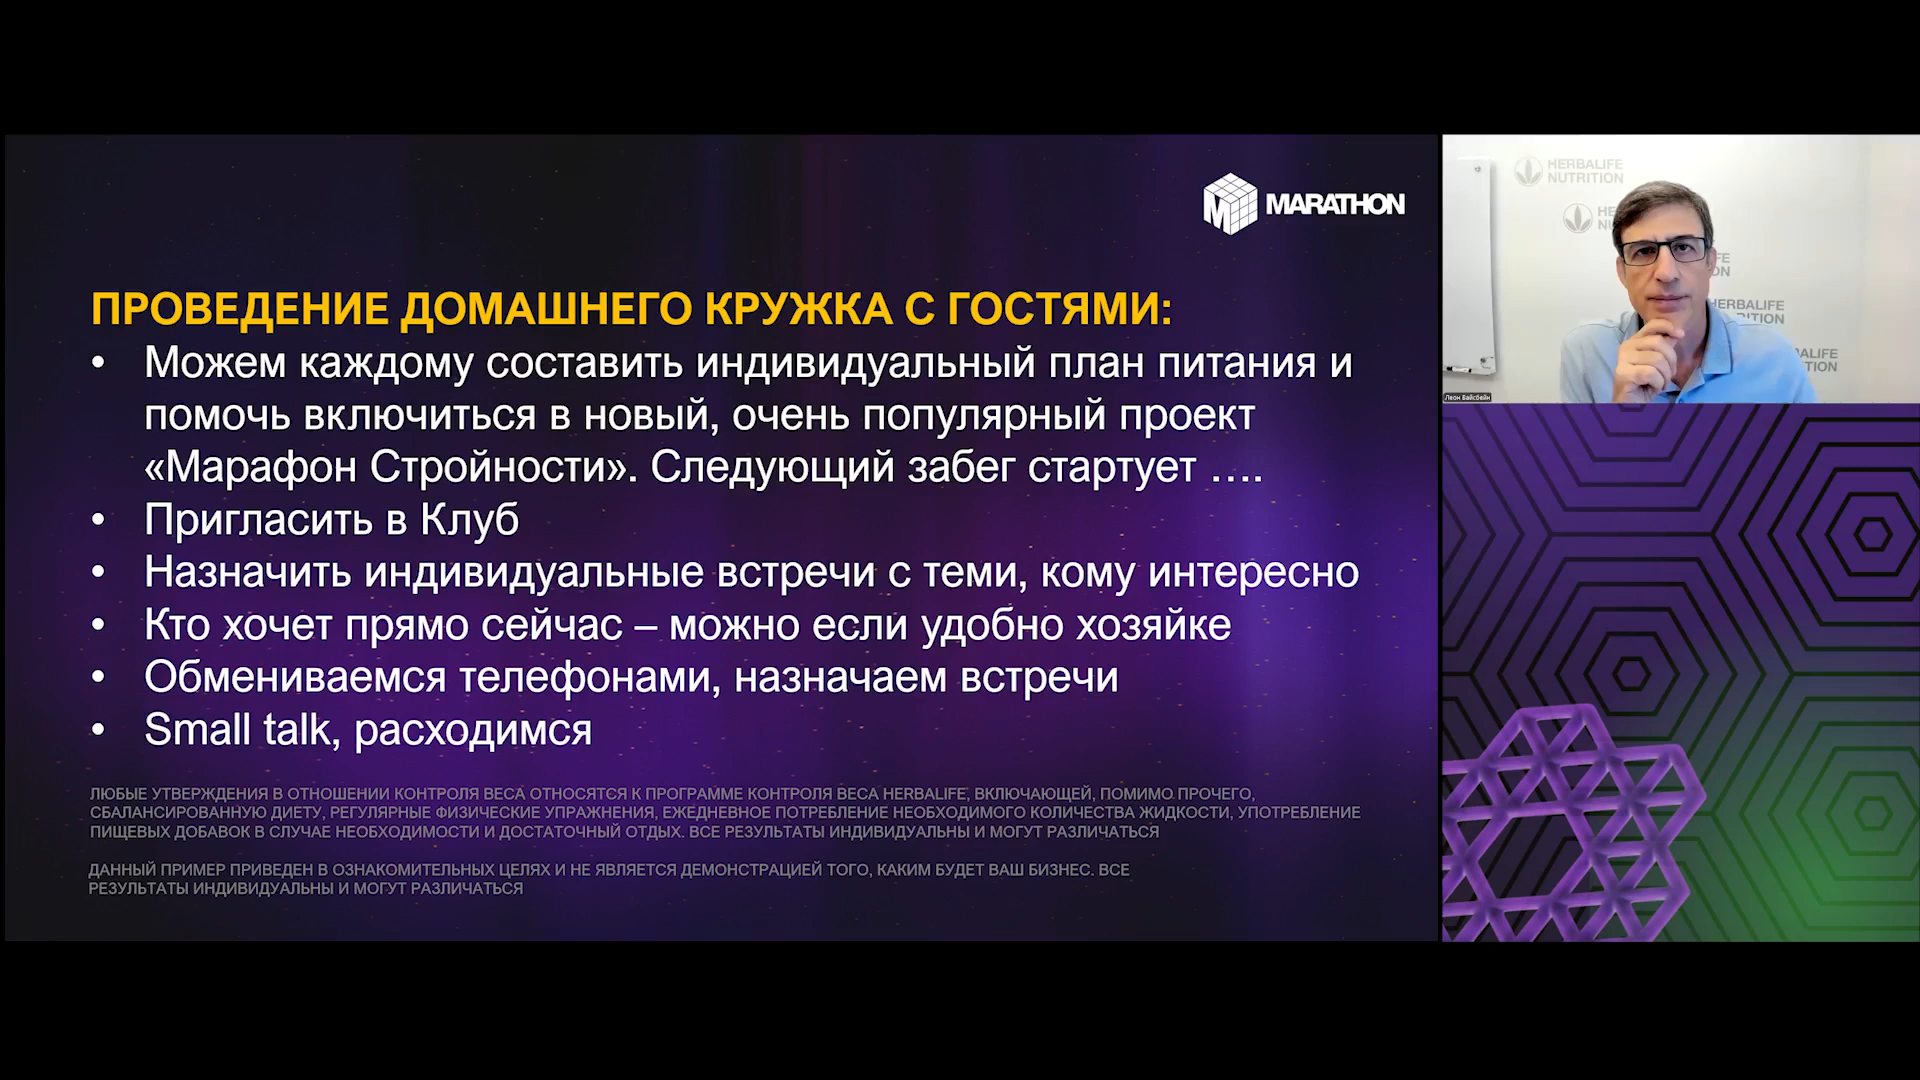 MARATHON
ПРОВЕДЕНИЕ ДОМАШНЕГО КРУЖКА С ГОСТЯМИ:
• Можем каждому составить индивидуальный план питания и
помочь включиться в новый, очень популярный проект
«Марафон Стройности». Следующий забег стартует ….
• Пригласить в Клуб
• Назначить индивидуальные встречи с теми, кому интересно
• Кто хочет прямо сейчас – можно если удобно хозяйке
• Обмениваемся телефонами, назначаем встречи
• Small talk, расходимся
ЛЮБЫЕ УТВЕРЖДЕНИЯ В ОТНОШЕНИИ КОНТРОЛЯ ВЕСА ОТНОСЯТСЯ К ПРОГРАММЕ КОНТРОЛЯ ВЕСА HERBALIFE, ВКЛЮЧАЮЩЕЙ, ПОМИМО ПРОЧЕГО,
СБАЛАНСИРОВАННУЮ ДИЕТУ, РЕГУЛЯРНЫЕ ФИЗИЧЕСКИЕ УПРАЖНЕНИЯ, ЕЖЕДНЕВНОЕ ПОТРЕБЛЕНИЕ НЕОБХОДИМОГО КОЛИЧЕСТВА ЖИДКОСТИ, УПОТРЕБЛЕНИЕ
ПИЩЕВЫХ ДОБАВОК В СЛУЧАЕ НЕОБХОДИМОСТИ И ДОСТАТОЧНЫЙ ОТДЫХ. ВСЕ РЕЗУЛЬТАТЫ ИНДИВИДУАЛЬНЫ И МОГУТ РАЗЛИЧАТЬСЯ
ДАННЫЙ ПРИМЕР ПРИВЕДЕН В ОЗНАКОМИТЕЛЬНЫХ ЦЕЛЯХ И НЕ ЯВЛЯЕТСЯ ДЕМОНСТРАЦИЕЙ ТОГО, КАКИМ БУДЕТ ВАШ БИЗНЕС. ВСЕ
РЕЗУЛЬТАТЫ ИНДИВИДУАЛЬНЫ И МОГУТ РАЗЛИЧАТЬСЯ
HERBALIFE
NUTRITION
HERBALIFE
Леон Вайсбейн